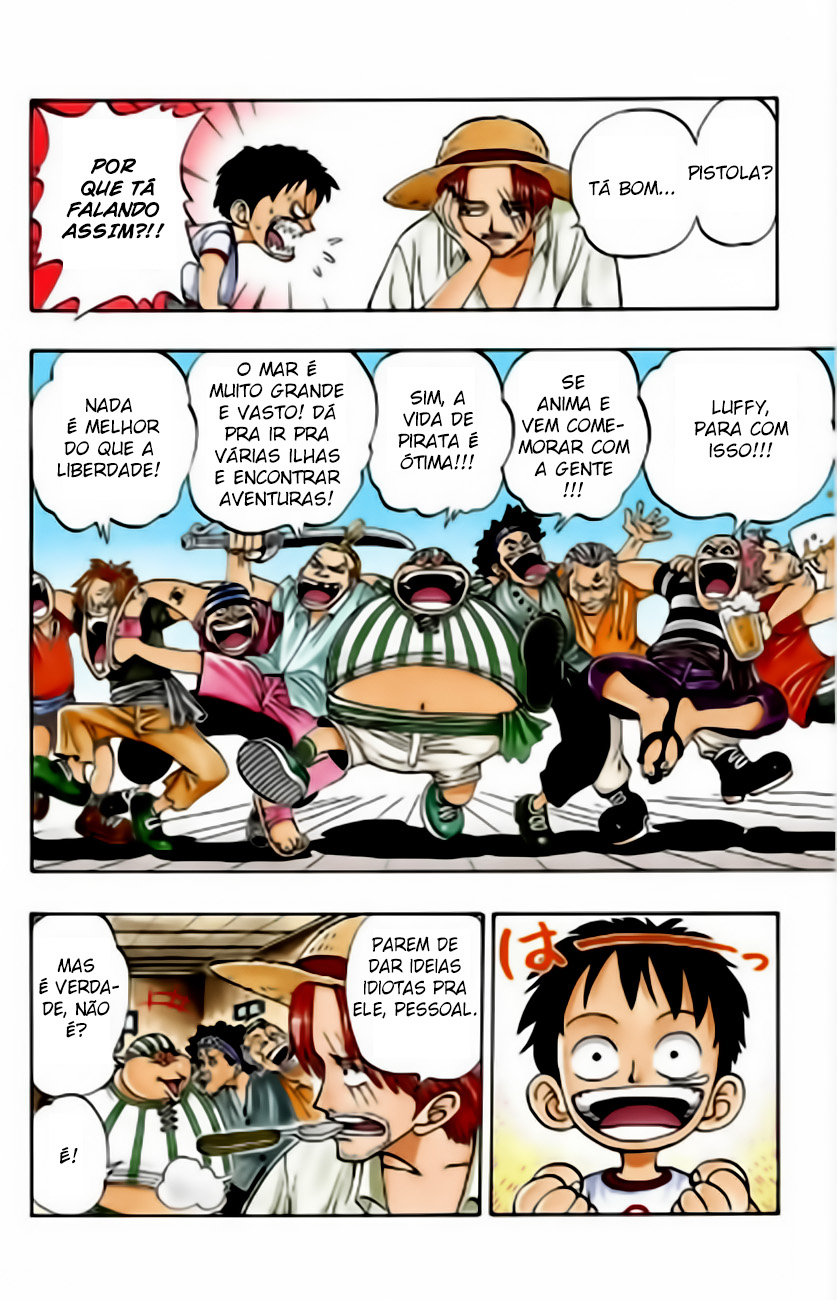 PISTOLA?
TÁ BOM...
POR
QUE TÁ
FALANDO
ASSIM?!!
LUFFY,
PARA COM
ISSO!!!
SE
ANIMA E
VEM COME-
MORAR COM
A GENTE
!!!
SIM, A
VIDA DE
PIRATA É
ÓTIMA!!!
O MAR É
MUITO GRANDE
E VASTO! DÁ
PRA IR PRA
VÁRIAS ILHAS
E ENCONTRAR
AVENTURAS!
NADA
É MELHOR
DO QUE A
LIBERDADE!
はーっ
PAREM DE
DAR IDEIAS
IDIOTAS PRA
ELE, PESSOAL.
MAS
É VERDA-
DE, NÃO
É?
É!